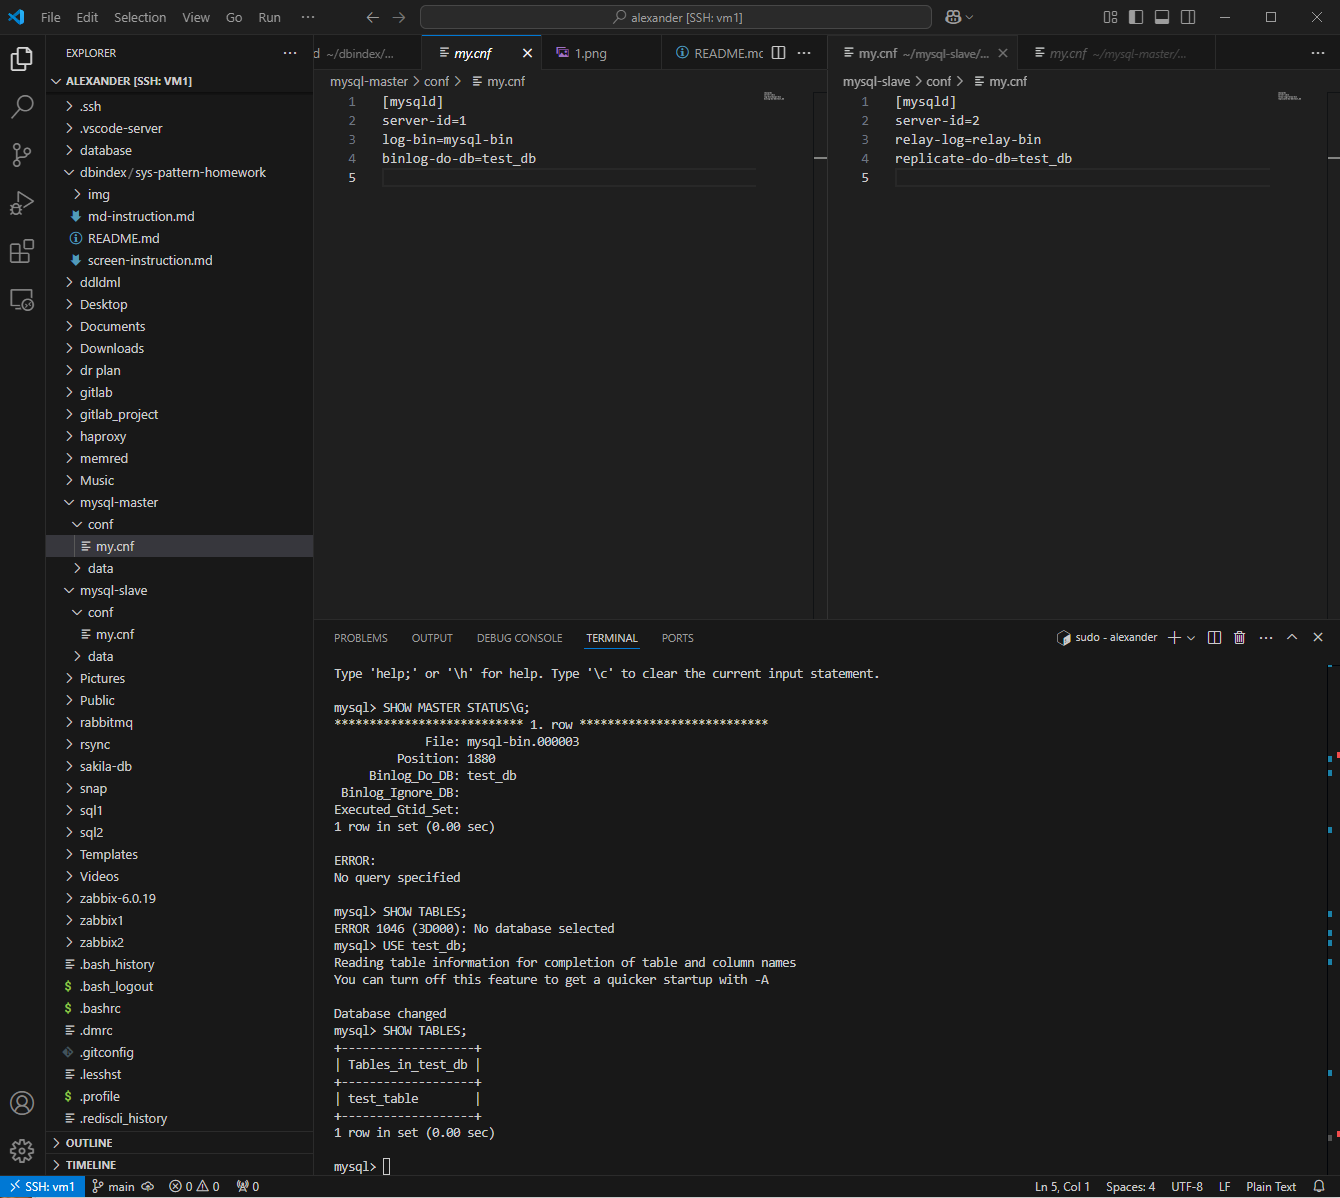 File Edit Selection View Go Run ···
alexander [SSH: vm1]
EXPLORER ···
ALEXANDER [SSH: VM1]
.ssh
.vscode-server
database
dbindex/sys-pattern-homework
img
md-instruction.md
README.md
screen-instruction.md
ddldml
Desktop
Documents
Downloads
dr plan
gitlab
gitlab_project
haproxy
memred
Music
mysql-master
conf
my.cnf
data
mysql-slave
conf
my.cnf
data
Pictures
Public
rabbitmq
rsync
sakila-db
snap
sql1
sql2
Templates
Videos
zabbix-6.0.19
zabbix1
zabbix2
.bash_history
$ .bash_logout
$ .bashrc
.dmrc
.gitconfig
.lesshst
$ .profile
.rediscli_history
OUTLINE
TIMELINE
d ~/dbindex/... my.cnf 1.png README.mc ···
mysql-master > conf > my.cnf
1 [mysqld]
2 server-id=1
3 log-bin=mysql-bin
4 binlog-do-db=test_db
5
my.cnf ~/mysql-slave/... my.cnf ~/mysql-master/... ···
mysql-slave > conf > my.cnf
1 [mysqld]
2 server-id=2
3 relay-log=relay-bin
4 replicate-do-db=test_db
5
PROBLEMS OUTPUT DEBUG CONSOLE TERMINAL PORTS
sudo - alexander ···
Type 'help;' or '\h' for help. Type '\c' to clear the current input statement.
mysql> SHOW MASTER STATUS\G;
*************************** 1. row ***************************
File: mysql-bin.000003
Position: 1880
Binlog_Do_DB: test_db
Binlog_Ignore_DB:
Executed_Gtid_Set:
1 row in set (0.00 sec)
ERROR:
No query specified
mysql> SHOW TABLES;
ERROR 1046 (3D000): No database selected
mysql> USE test_db;
Reading table information for completion of table and column names
You can turn off this feature to get a quicker startup with -A
Database changed
mysql> SHOW TABLES;
+-------------------+
| Tables_in_test_db |
+-------------------+
| test_table        |
+-------------------+
1 row in set (0.00 sec)
mysql>
SSH: vm1 main 0 0 0
Ln 5, Col 1 Spaces: 4 UTF-8 LF Plain Text